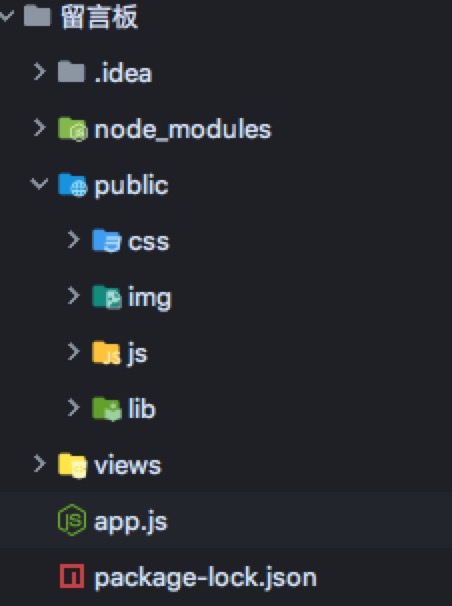 留言板
.idea
node_modules
public
css
img
js
lib
views
app.js
package-lock.json